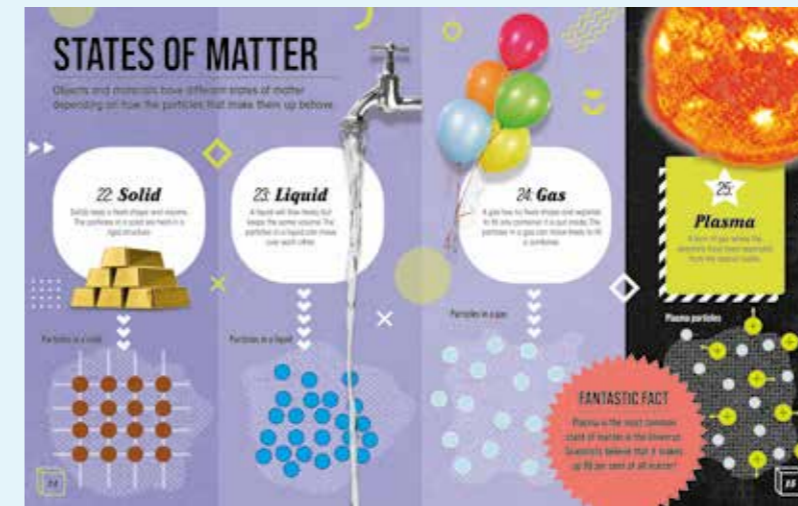 STATES OF MATTER
Objects and materials have different states of matter
depending on how the particles that make them up behave.
22: Solid
Solids keep a fixed shape and volume.
The particles in a solid are held in a
rigid structure.
23: Liquid
A liquid will flow freely but
keeps the same volume. The
particles in a liquid can move
over each other.
24: Gas
A gas has no fixed shape and expands
to fill any container it is put inside. The
particles in a gas can move freely to fill
a container.
25:
Plasma
A form of gas where the
have been separated
from the
Particles in a solid
Particles in a liquid
Particles in a gas
Plasma particles
FANTASTIC FACT
Plasma is the most common
state of matter in the Universe.
Scientists believe that it makes
up 99 per cent of all matter!